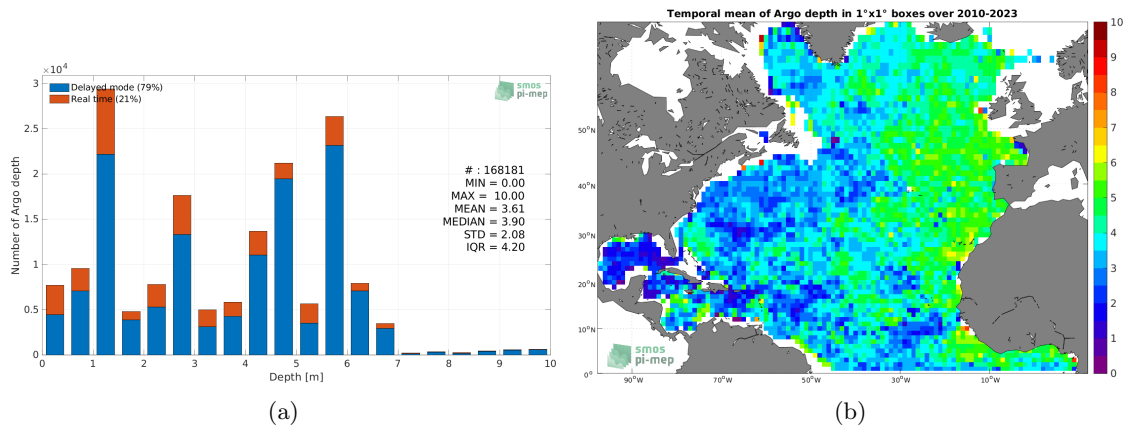 ×10⁴
3
2.5
2
1.5
1
0.5
0
Number of Argo depth
Delayed mode (79%)
Real time (21%)
smos
pi-mep
# : 168181
MIN = 0.00
MAX = 10.00
MEAN = 3.61
MEDIAN = 3.90
STD = 2.08
IQR = 4.20
0 1 2 3 4 5 6 7 8 9 10
Depth [m]
(a)
Temporal mean of Argo depth in 1°x1° boxes over 2010-2023
50°N
40°N
30°N
20°N
10°N
0°
90°W 70°W 50°W 30°W 10°W
smos
pi-mep
10
9
8
7
6
5
4
3
2
1
0
(b)